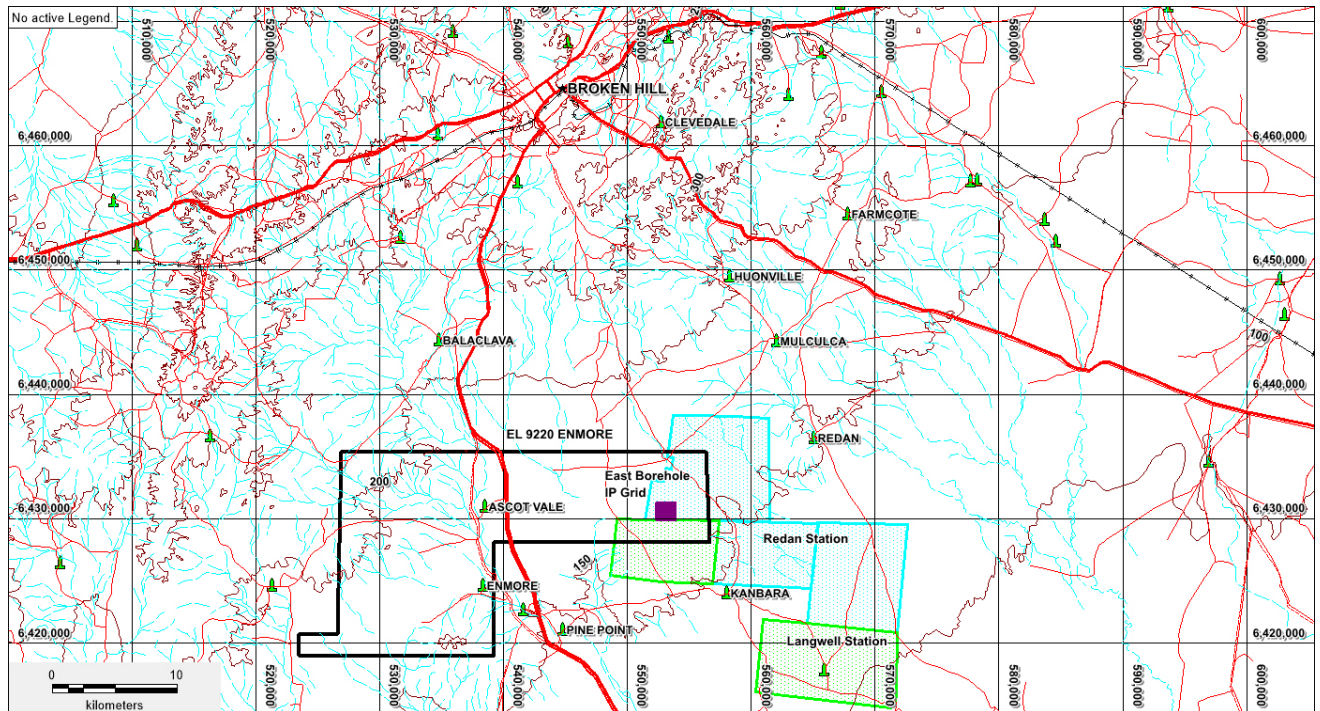 No active Legend.
510,000
520,000
530,000
540,000
550,000
560,000
570,000
580,000
590,000
600,000
BROKEN HILL
CLEVEDALE
6,460,000
6,460,000
300
FARMCOTE
6,450,000
6,450,000
HUONVILLE
BALACLAVA
MULCULCA
100
6,440,000
6,440,000
EL 9220 ENMORE
REDAN
200
East Borehole
IP Grid
6,430,000
6,430,000
ASCOT VALE
Redan Station
150
ENMORE
KANBARA
6,420,000
6,420,000
PINE POINT
Langwell Station
0 10
kilometers
520,000
530,000
540,000
550,000
560,000
570,000
580,000
590,000
600,000